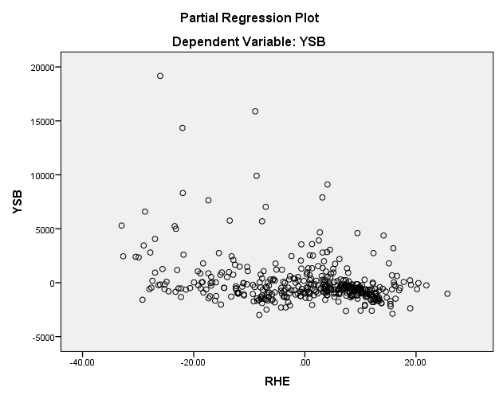 Partial Regression Plot
Dependent Variable: YSB
20000
15000
10000
5000
0
-5000
YSB
-40.00
-20.00
.00
20.00
RHE